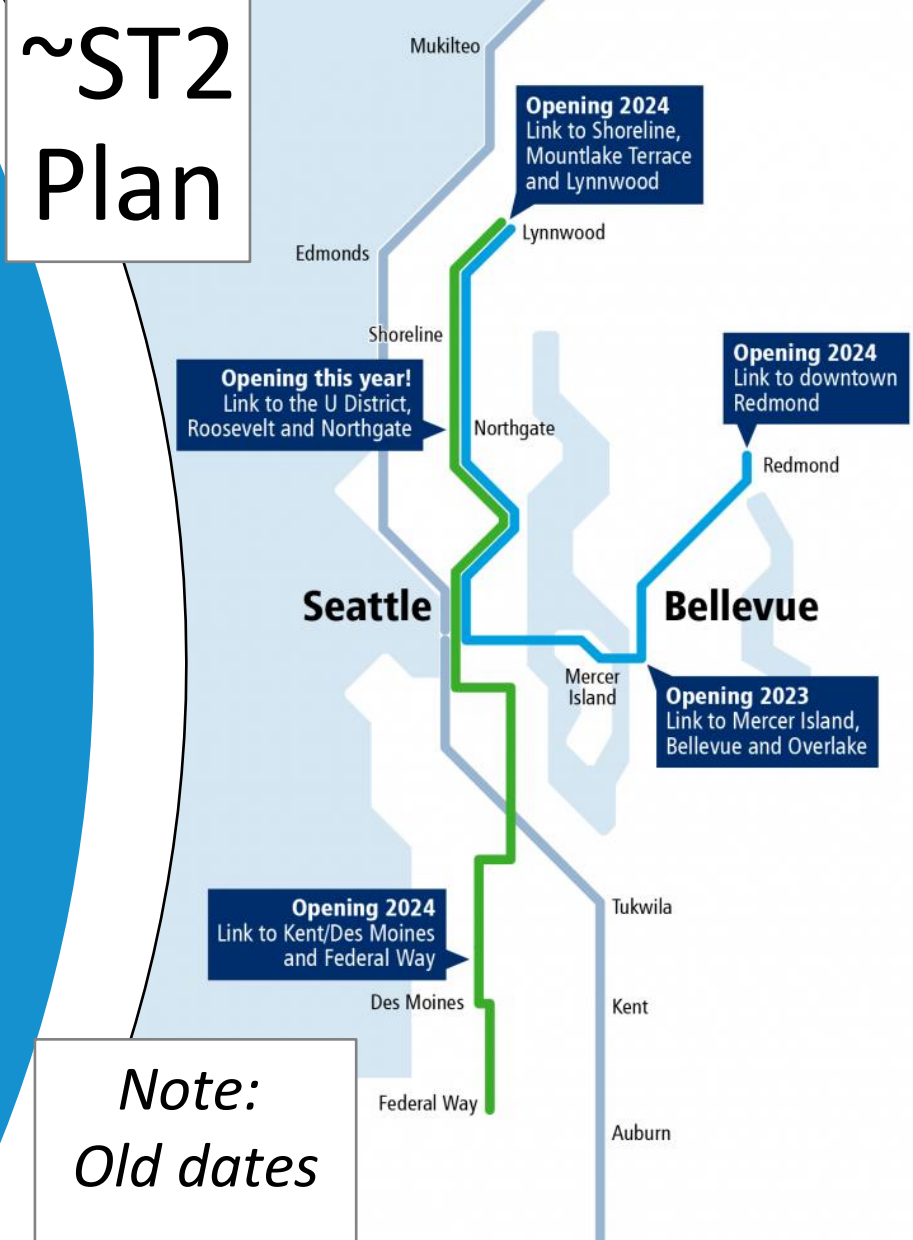 ~ST2
Plan
Mukilteo
Opening 2024
Link to Shoreline,
Mountlake Terrace
and Lynnwood
Lynnwood
Edmonds
Shoreline
Opening this year!
Link to the U District,
Roosevelt and Northgate
Northgate
Opening 2024
Link to downtown
Redmond
Redmond
Seattle
Bellevue
Mercer
Island
Opening 2023
Link to Mercer Island,
Bellevue and Overlake
Opening 2024
Link to Kent/Des Moines
and Federal Way
Tukwila
Des Moines
Kent
Federal Way
Auburn
Note:
Old dates